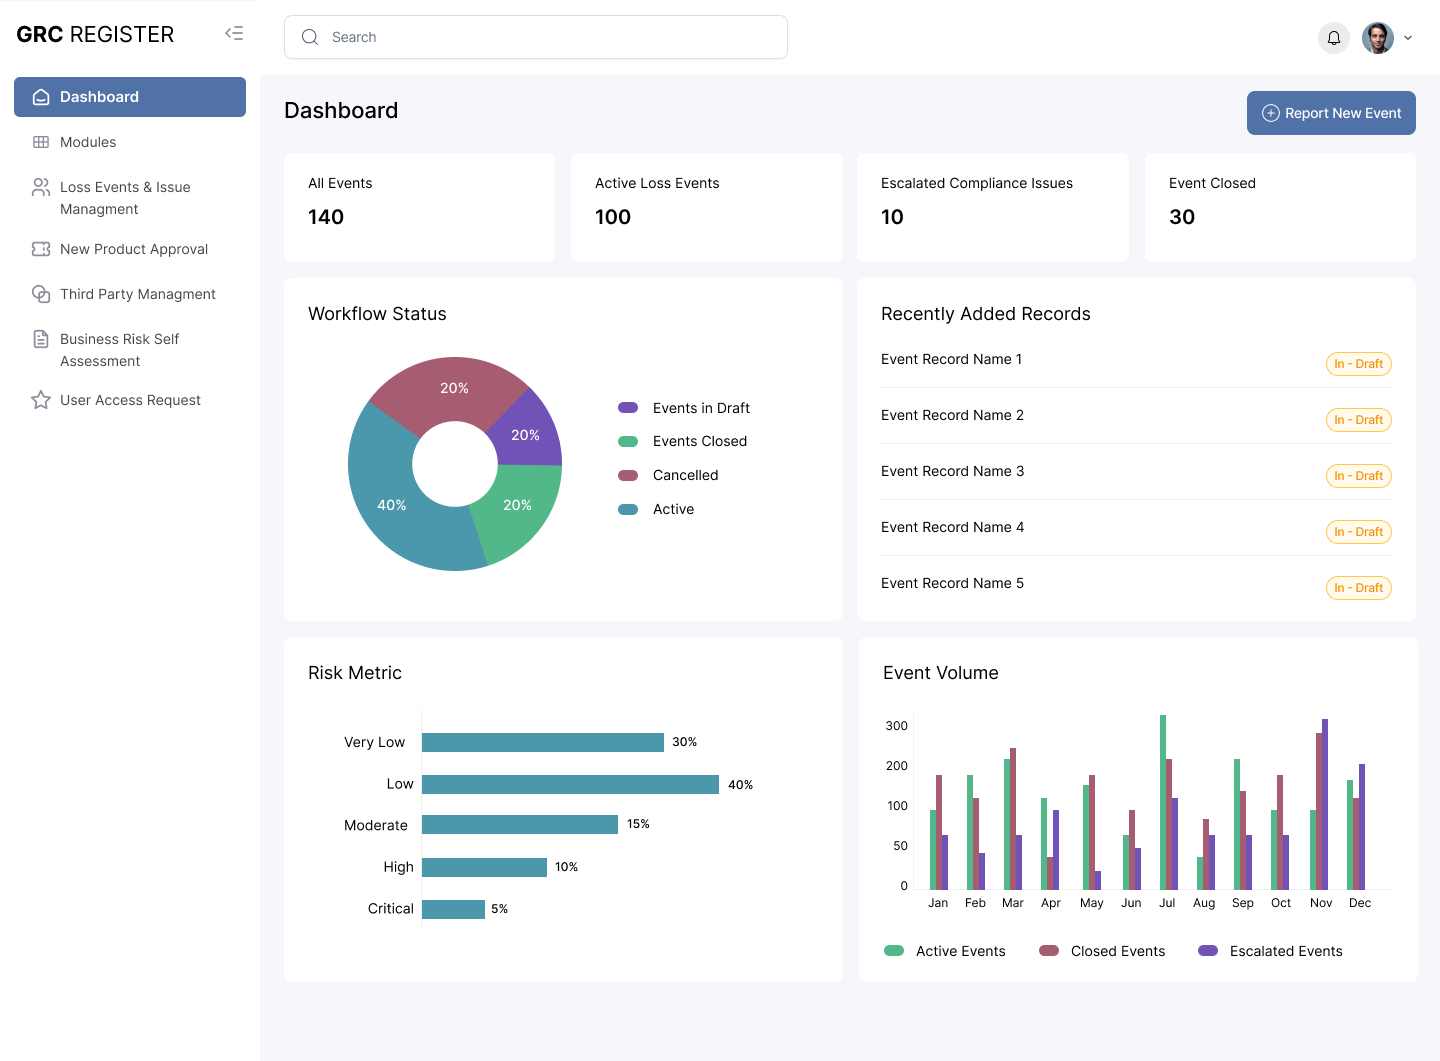 GRC REGISTER
Search
Dashboard
Modules
Loss Events & Issue
Managment
New Product Approval
Third Party Managment
Business Risk Self
Assessment
User Access Request
Dashboard
Report New Event
All Events
140
Active Loss Events
100
Escalated Compliance Issues
10
Event Closed
30
Workflow Status
20%
20%
40%
20%
Events in Draft
Events Closed
Cancelled
Active
Recently Added Records
Event Record Name 1
In - Draft
Event Record Name 2
In - Draft
Event Record Name 3
In - Draft
Event Record Name 4
In - Draft
Event Record Name 5
In - Draft
Risk Metric
Very Low 30%
Low 40%
Moderate 15%
High 10%
Critical 5%
Event Volume
300
200
100
50
0
Jan Feb Mar Apr May Jun Jul Aug Sep Oct Nov Dec
Active Events Closed Events Escalated Events